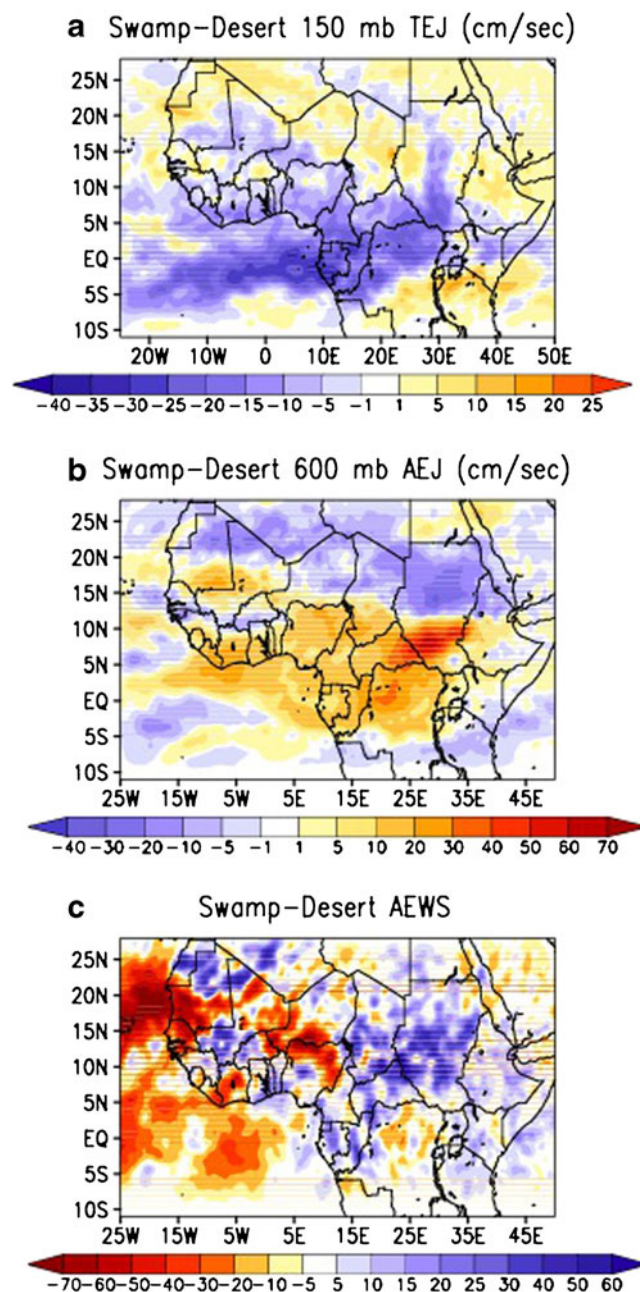 a Swamp-Desert 150 mb TEJ (cm/sec)
25N
20N
15N
10N
5N
EQ
5S
10S
20W 10W 0 10E 20E 30E 40E 50E
-40 -35 -30 -25 -20 -15 -10 -5 -1 1 5 10 15 20 25
b Swamp-Desert 600 mb AEJ (cm/sec)
25N
20N
15N
10N
5N
EQ
5S
10S
25W 15W 5W 5E 15E 25E 35E 45E
-40 -30 -20 -10 -5 -1 1 5 10 20 30 40 50 60 70
c Swamp-Desert AEWS
25N
20N
15N
10N
5N
EQ
5S
10S
25W 15W 5W 5E 15E 25E 35E 45E
-70 -60 -50 -40 -30 -20 -10 -5 5 10 15 20 25 30 40 50 60